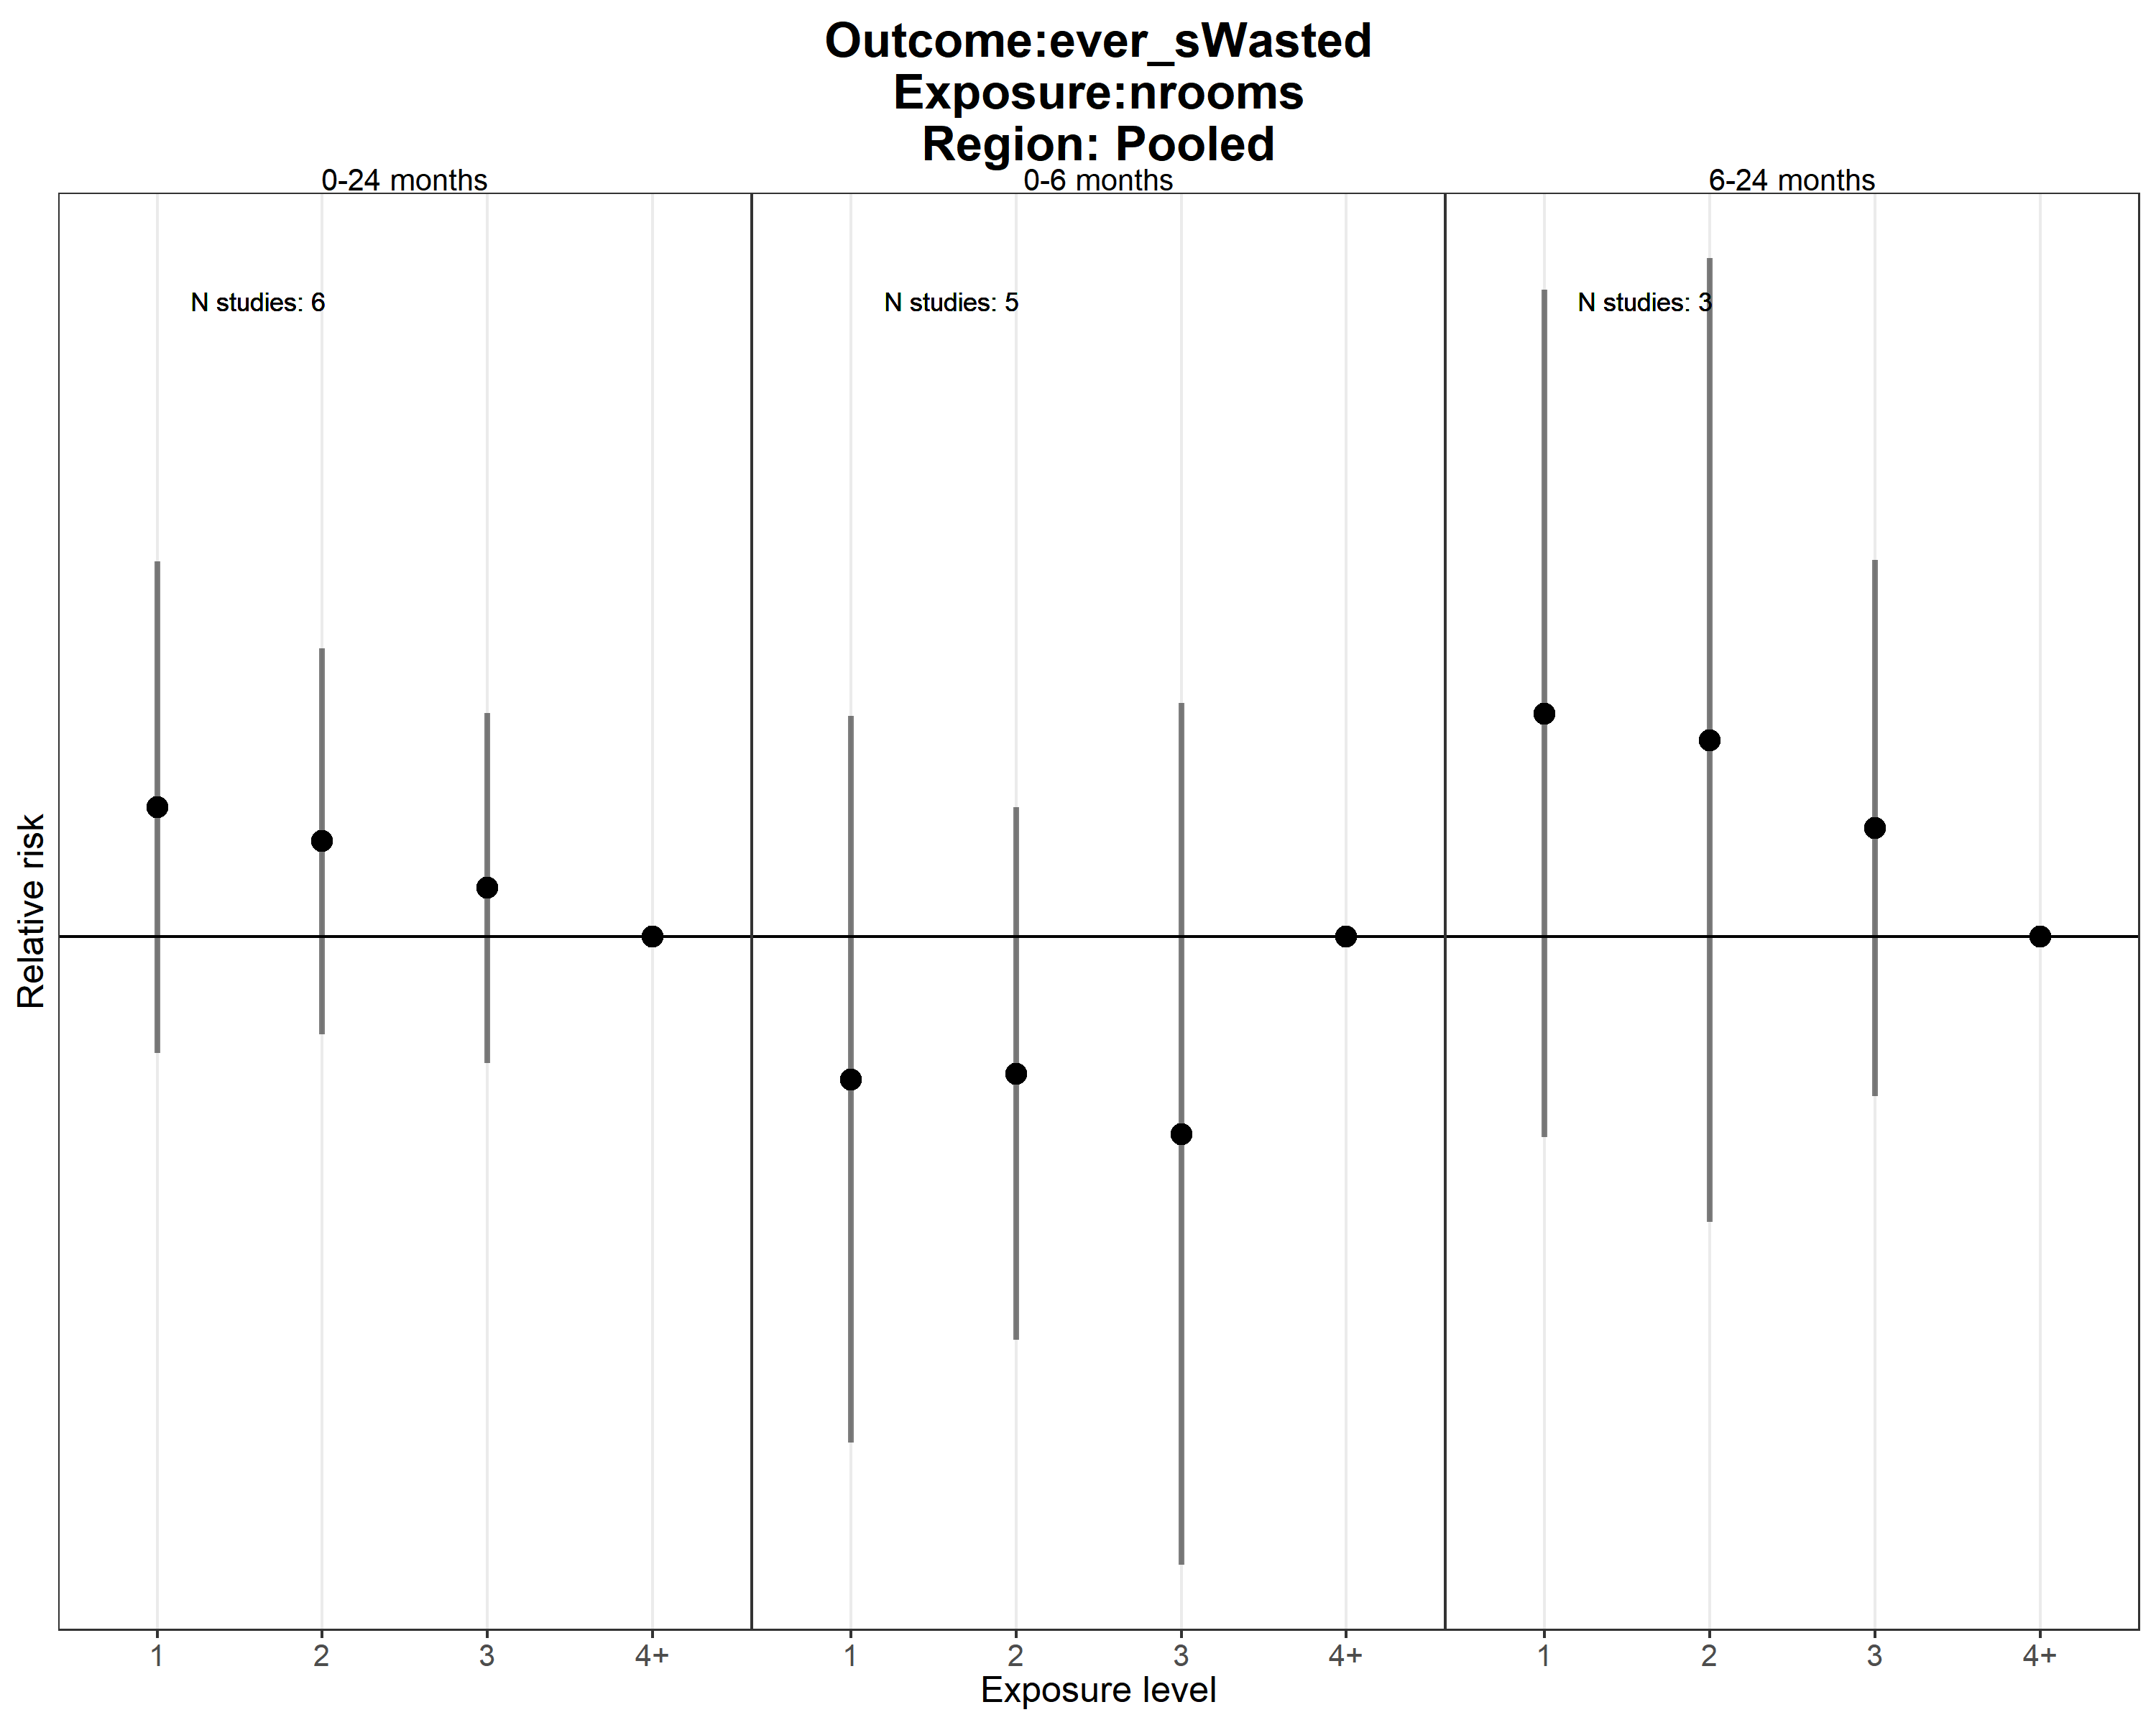 Outcome:ever_sWasted
Exposure:nrooms
Region: Pooled
0-24 months
0-6 months
6-24 months
N studies: 6
N studies: 5
N studies: 3
Relative risk
1 2 3 4+ 1 2 3 4+ 1 2 3 4+
Exposure level